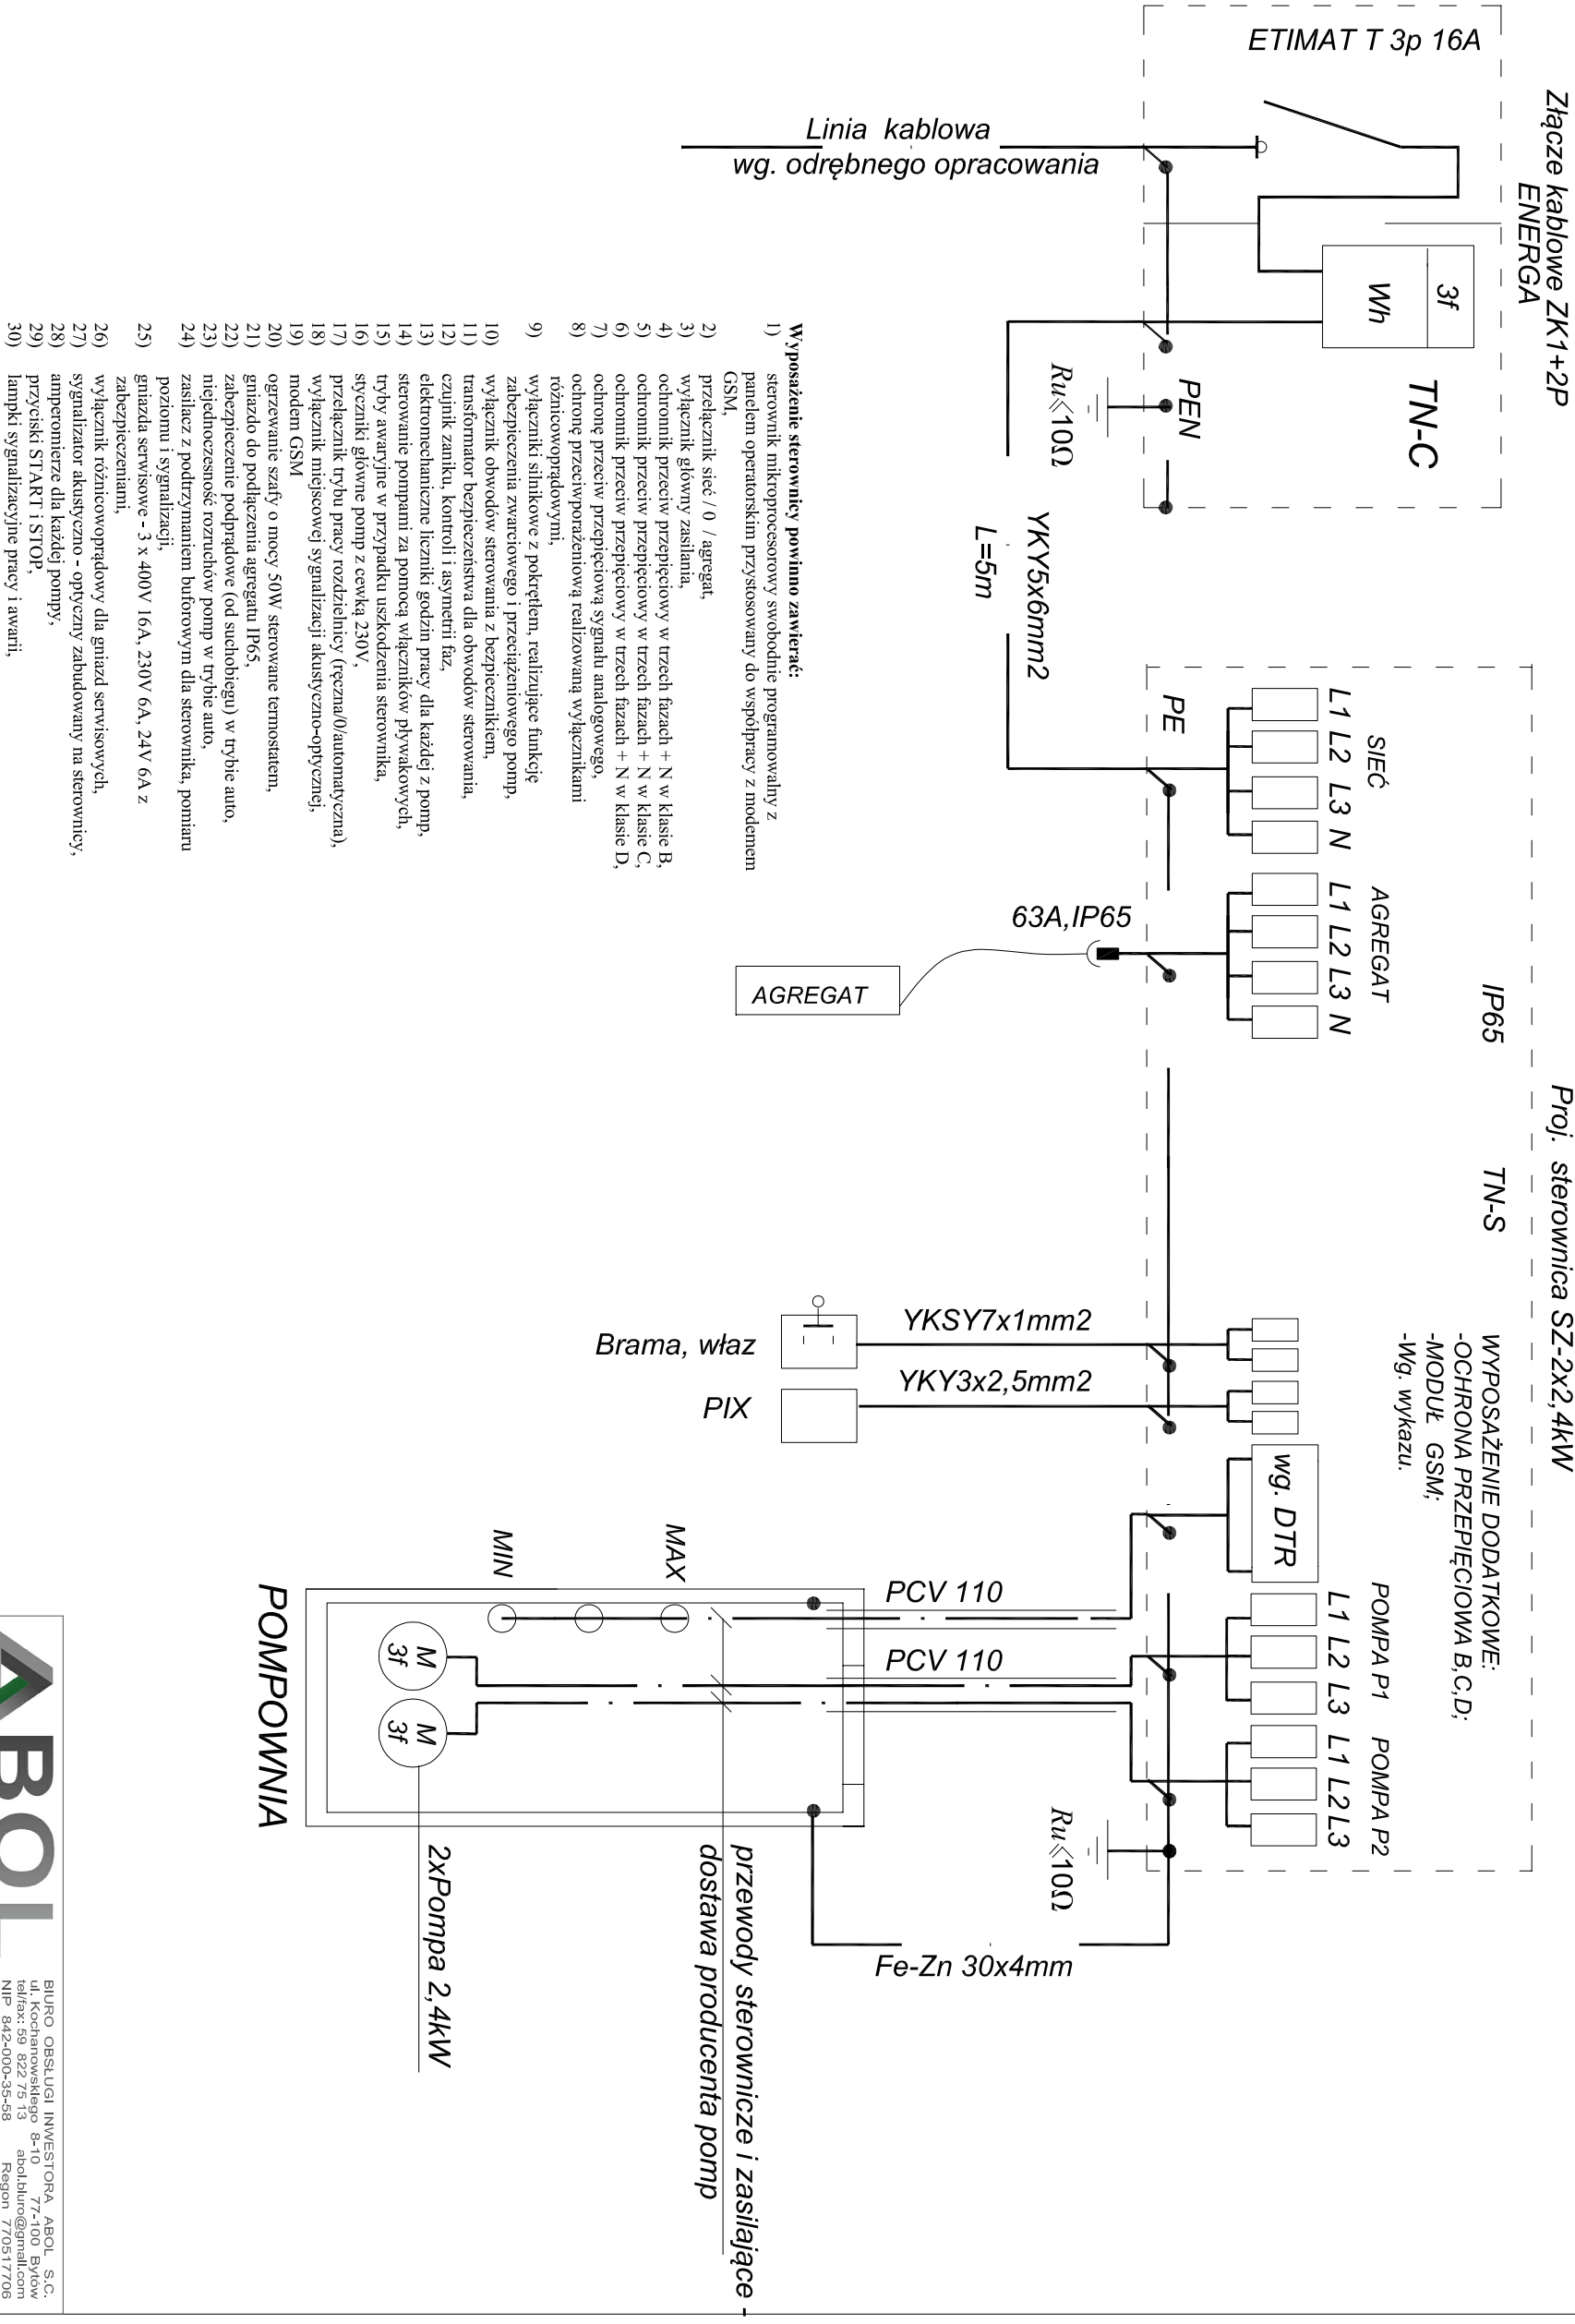 Złącze kablowe ZK1+2P
ENERGA
ETIMAT T 3p 16A
3f
Wh
TN-C
PEN
Ru≤10Ω
Linia kablowa
wg. odrębnego opracowania
YKY5x6mm2
L=5m
Proj. sterownica SZ-2x2,4kW
IP65
TN-S
PE
SIEĆ
L1 L2 L3 N
AGREGAT
L1 L2 L3 N
63A,IP65
AGREGAT
WYPOSAŻENIE DODATKOWE:
-OCHRONA PRZEPIĘCIOWA B,C,D;
-MODUŁ GSM;
-Wg. wykazu.
YKSY7x1mm2
Brama, właz
YKY3x2,5mm2
PIX
wg. DTR
POMPA P1
L1 L2 L3
POMPA P2
L1 L2 L3
Ru≤10Ω
PCV 110
PCV 110
Fe-Zn 30x4mm
MAX
MIN
M
3f
M
3f
POMPOWNIA
2xPompa 2,4kW
przewody sterownicze i zasilające -
dostawa producenta pomp
Wyposażenie sterownicy powinno zawierać:
1) sterownik mikroprocesorowy swobodnie programowalny z
panelem operatorskim przystosowany do współpracy z modemem
GSM,
2) przełącznik sieć / 0 / agregat,
3) wyłącznik główny zasilania,
4) ochronnik przeciw przepięciowy w trzech fazach + N w klasie B,
5) ochronnik przeciw przepięciowy w trzech fazach + N w klasie C,
6) ochronnik przeciw przepięciowy w trzech fazach + N w klasie D,
7) ochronę przeciw przepięciową sygnału analogowego,
8) ochronę przeciwporażeniową realizowaną wyłącznikami
różnicowoprądowymi,
9) wyłączniki silnikowe z pokrętłem, realizujące funkcję
zabezpieczenia zwarciowego i przeciążeniowego pomp,
10) wyłącznik obwodów sterowania z bezpiecznikiem,
11) transformator bezpieczeństwa dla obwodów sterowania,
12) czujnik zaniku, kontroli i asymetrii faz,
13) elektromechaniczne liczniki godzin pracy dla każdej z pomp,
14) sterowanie pompami za pomocą włączników pływakowych,
15) tryby awaryjne w przypadku uszkodzenia sterownika,
16) styczniki główne pomp z cewką 230V,
17) przełącznik trybu pracy rozdzielnicy (ręczna/0/automatyczna),
18) wyłącznik miejscowej sygnalizacji akustyczno-optycznej,
19) modem GSM
20) ogrzewanie szafy o mocy 50W sterowane termostatem,
21) gniazdo do podłączenia agregatu IP65,
22) zabezpieczenie podprądowe (od suchobiegu) w trybie auto,
23) niejednoczesność rozruchów pomp w trybie auto,
24) zasilacz z podtrzymaniem buforowym dla sterownika, pomiaru
poziomu i sygnalizacji,
25) gniazda serwisowe - 3 x 400V 16A, 230V 6A, 24V 6A z
zabezpieczeniami,
26) wyłącznik różnicowoprądowy dla gniazd serwisowych,
27) sygnalizator akustyczno - optyczny zabudowany na sterownicy,
28) amperomierze dla każdej pompy,
29) przyciski START i STOP,
30) lampki sygnalizacyjne pracy i awarii,
ABOL
BIURO OBSŁUGI INWESTORA ABOL S.C.
ul. Kochanowskiego 8-10 77-100 Bytów
tel/fax: 59 822 75 13 abol.biuro@gmail.com
NIP 842-000-35-58 Regon 770517706